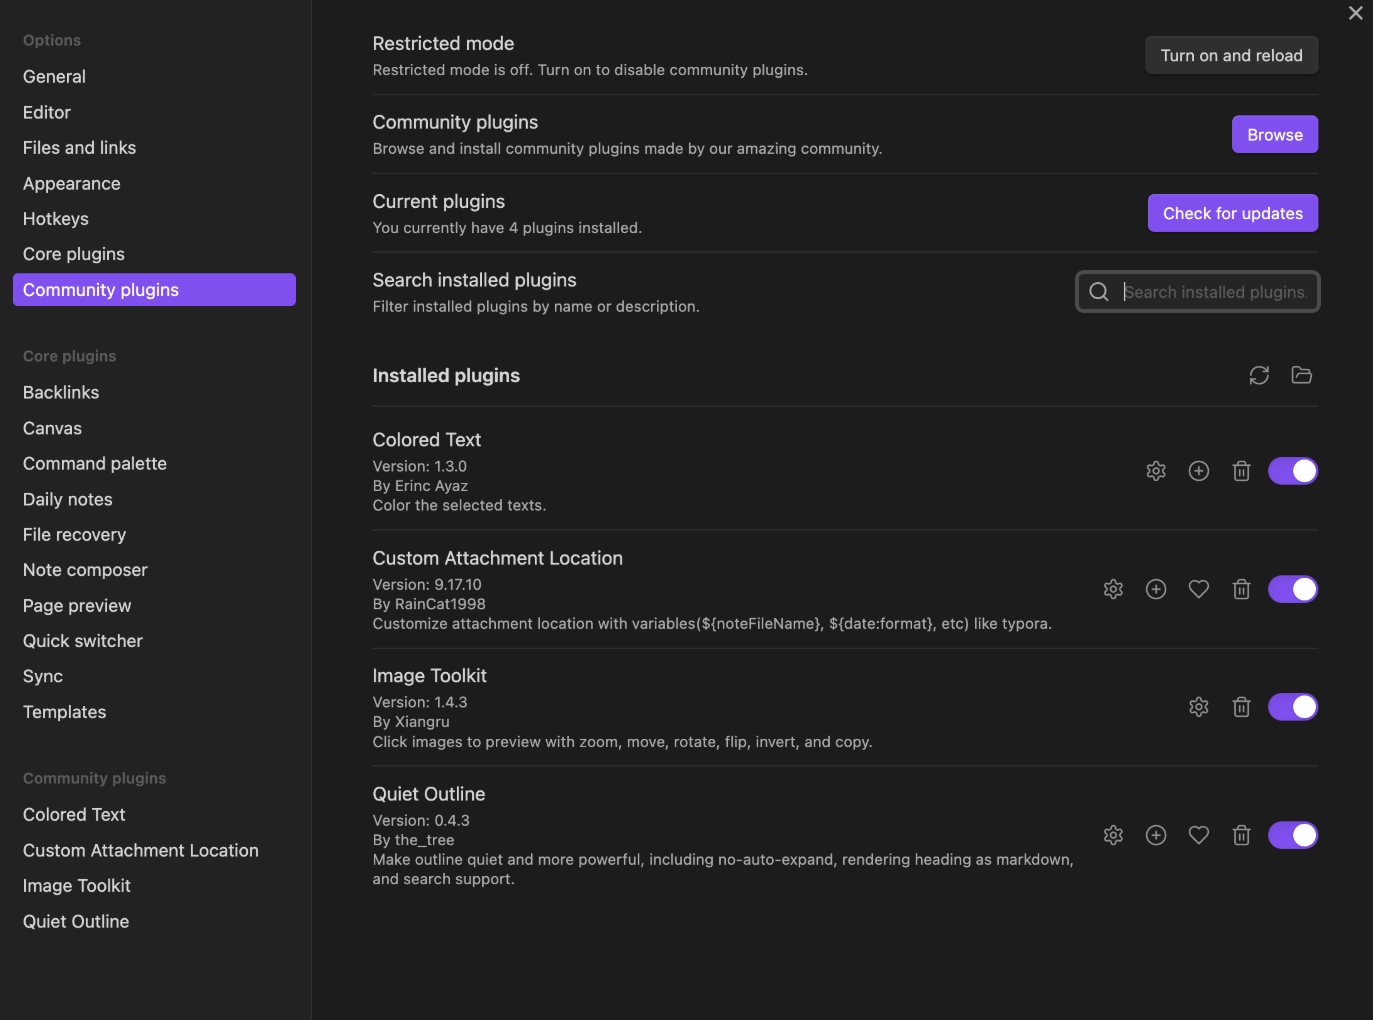 Options
General
Editor
Files and links
Appearance
Hotkeys
Core plugins
Community plugins
Core plugins
Backlinks
Canvas
Command palette
Daily notes
File recovery
Note composer
Page preview
Quick switcher
Sync
Templates
Community plugins
Colored Text
Custom Attachment Location
Image Toolkit
Quiet Outline
Restricted mode
Restricted mode is off. Turn on to disable community plugins.
Turn on and reload
Community plugins
Browse and install community plugins made by our amazing community.
Browse
Current plugins
You currently have 4 plugins installed.
Check for updates
Search installed plugins
Filter installed plugins by name or description.
Search installed plugins.
Installed plugins
Colored Text
Version: 1.3.0
By Erinc Ayaz
Color the selected texts.
Custom Attachment Location
Version: 9.17.10
By RainCat1998
Customize attachment location with variables(${noteFileName}, ${date:format}, etc) like typora.
Image Toolkit
Version: 1.4.3
By Xiangru
Click images to preview with zoom, move, rotate, flip, invert, and copy.
Quiet Outline
Version: 0.4.3
By the_tree
Make outline quiet and more powerful, including no-auto-expand, rendering heading as markdown,
and search support.